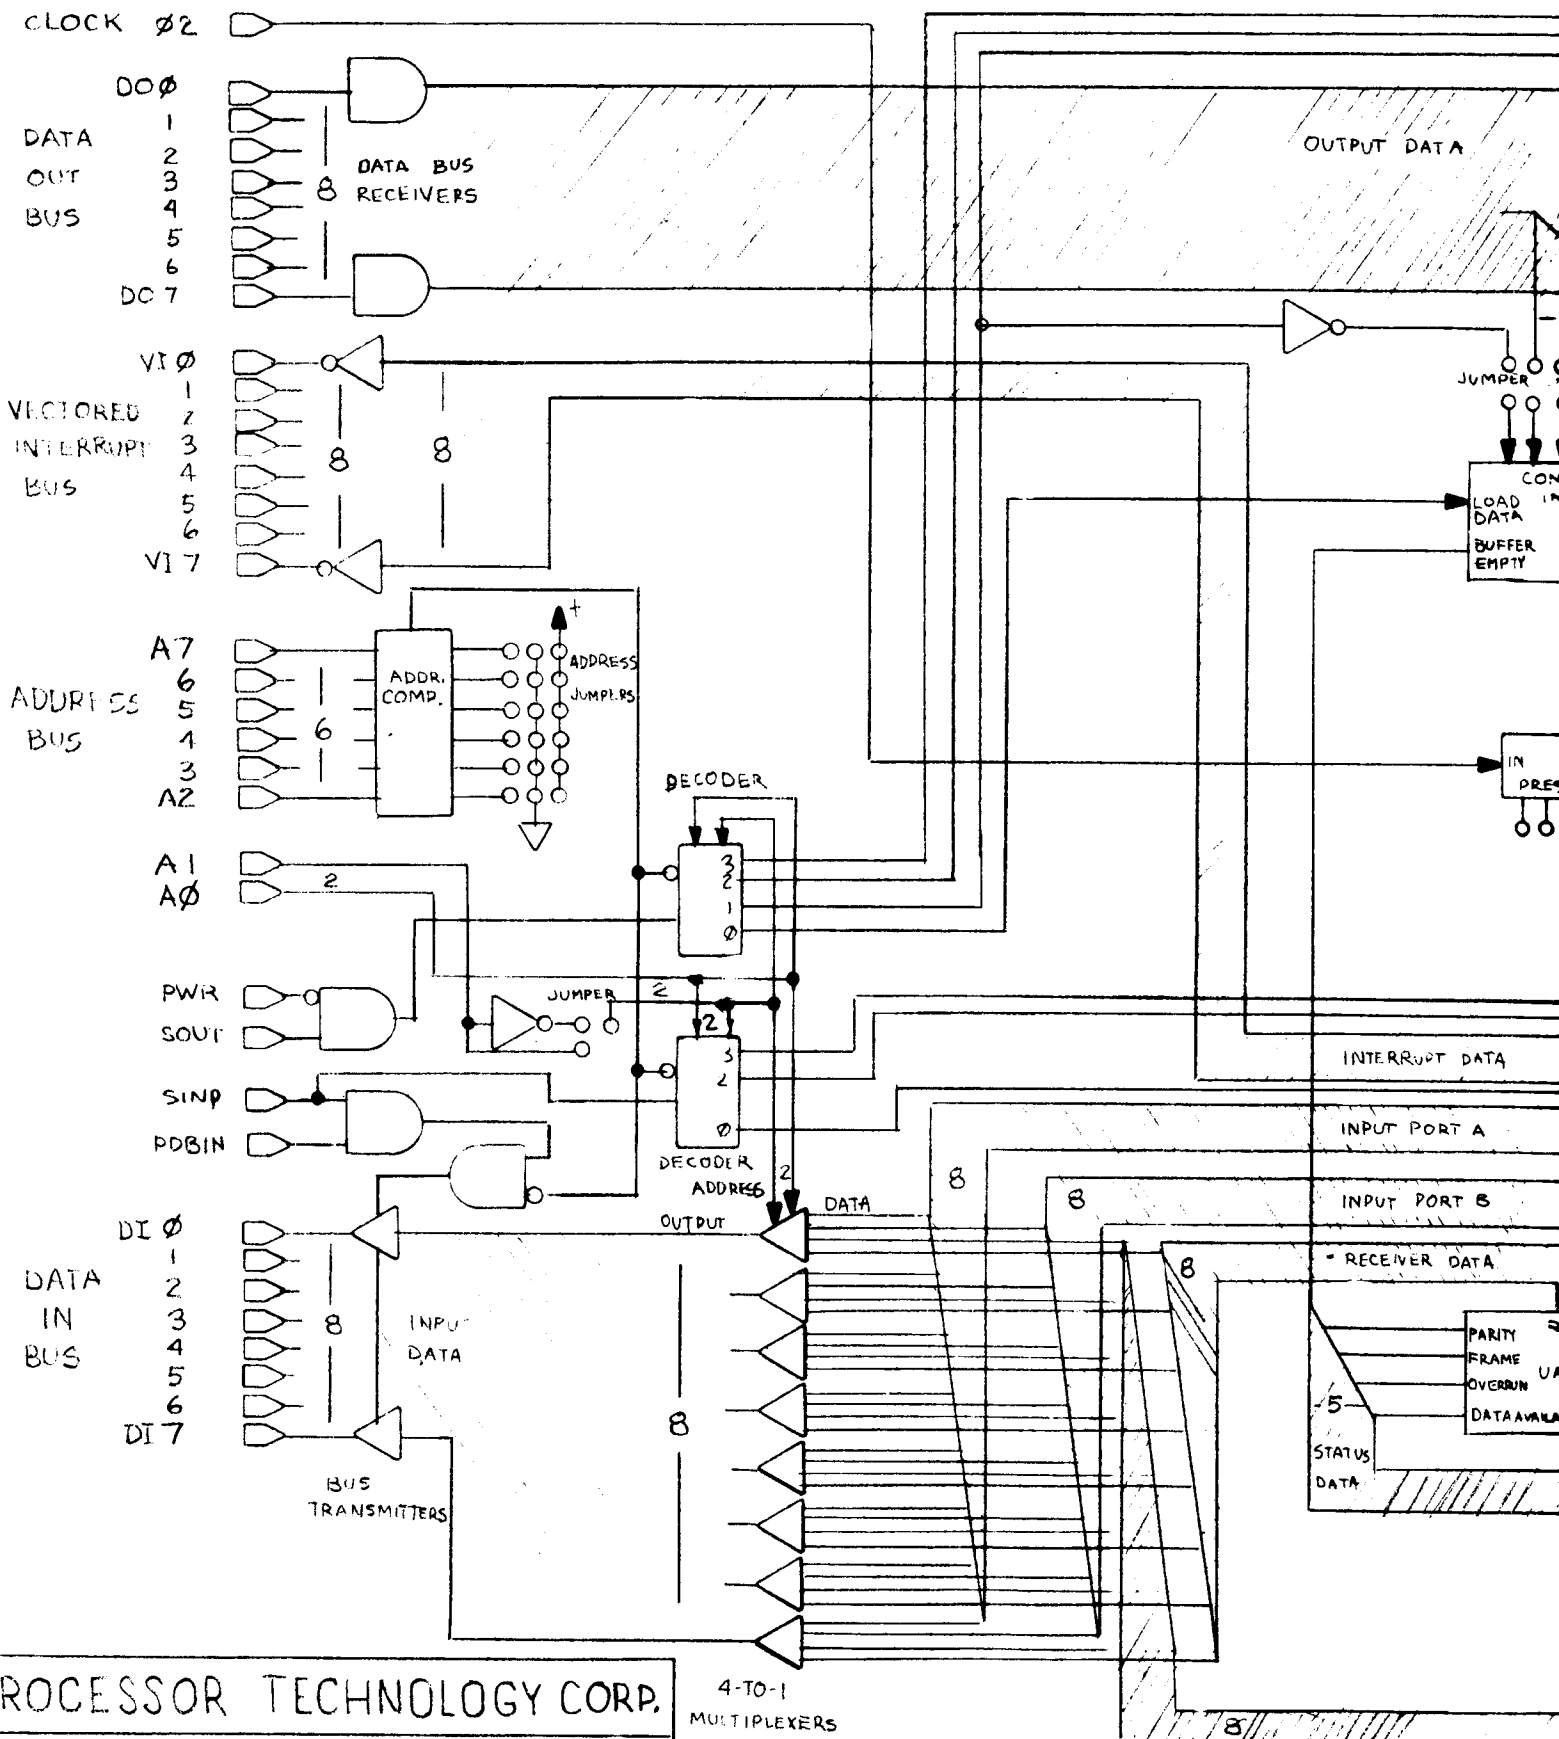 CLOCK Ø2
DOØ
1
2
3
4
5
6
DO7
DATA
OUT
BUS
8
DATA BUS
RECEIVERS
OUTPUT DATA
VIØ
1
2
3
4
5
6
VI7
VECTORED
INTERRUPT
BUS
8
8
JUMPER
LOAD
DATA
BUFFER
EMPTY
A7
6
5
4
3
A2
ADDRESS
BUS
6
ADDR.
COMP.
+
ADDRESS
JUMPERS
IN
DECODER
3
2
1
Ø
A1
AØ
2
PWR
SOUT
JUMPER
2
2
3
2
Ø
SINP
PDBIN
DECODER
ADDRESS
2
INTERRUPT DATA
INPUT PORT A
8
INPUT PORT B
8
RECEIVER DATA
8
DATA
OUTPUT
DI Ø
1
2
3
4
5
6
DI 7
DATA
IN
BUS
8
INPUT
DATA
8
PARITY
FRAME
OVERRUN
5
STATUS
DATA
BUS
TRANSMITTERS
ROCESSOR TECHNOLOGY CORP.
4-TO-1
MULTIPLEXERS
8